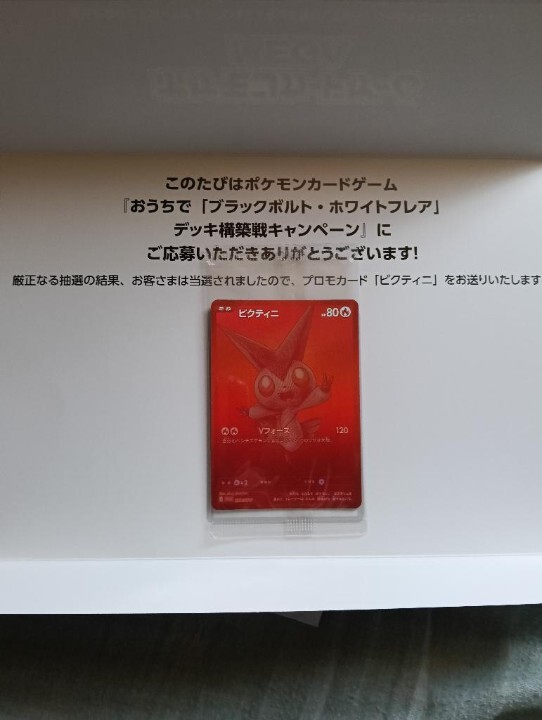 このたびはポケモンカードゲーム
『おうちで「ブラックボルト・ホワイトフレア」
デッキ構築戦キャンペーン』に
ご応募いただきありがとうございます!
厳正なる抽選の結果、お客さまは当選されましたので、プロモカード「ビクティニ」をお送りいたします
ビクティニ HP80
Vフォース 120